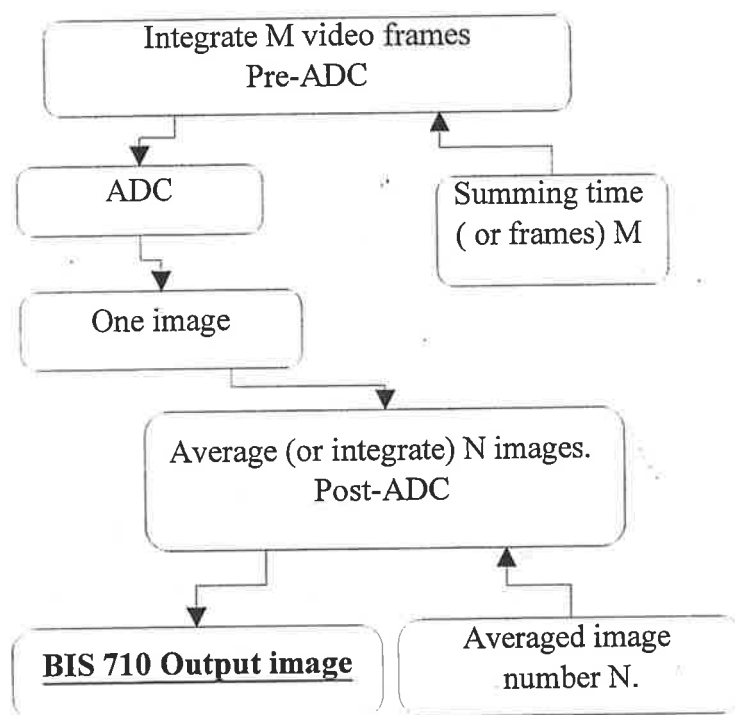 Integrate M video frames
Pre-ADC
ADC
Summing time
( or frames) M
One image
Average (or integrate) N images.
Post-ADC
BIS 710 Output image
Averaged image
number N.